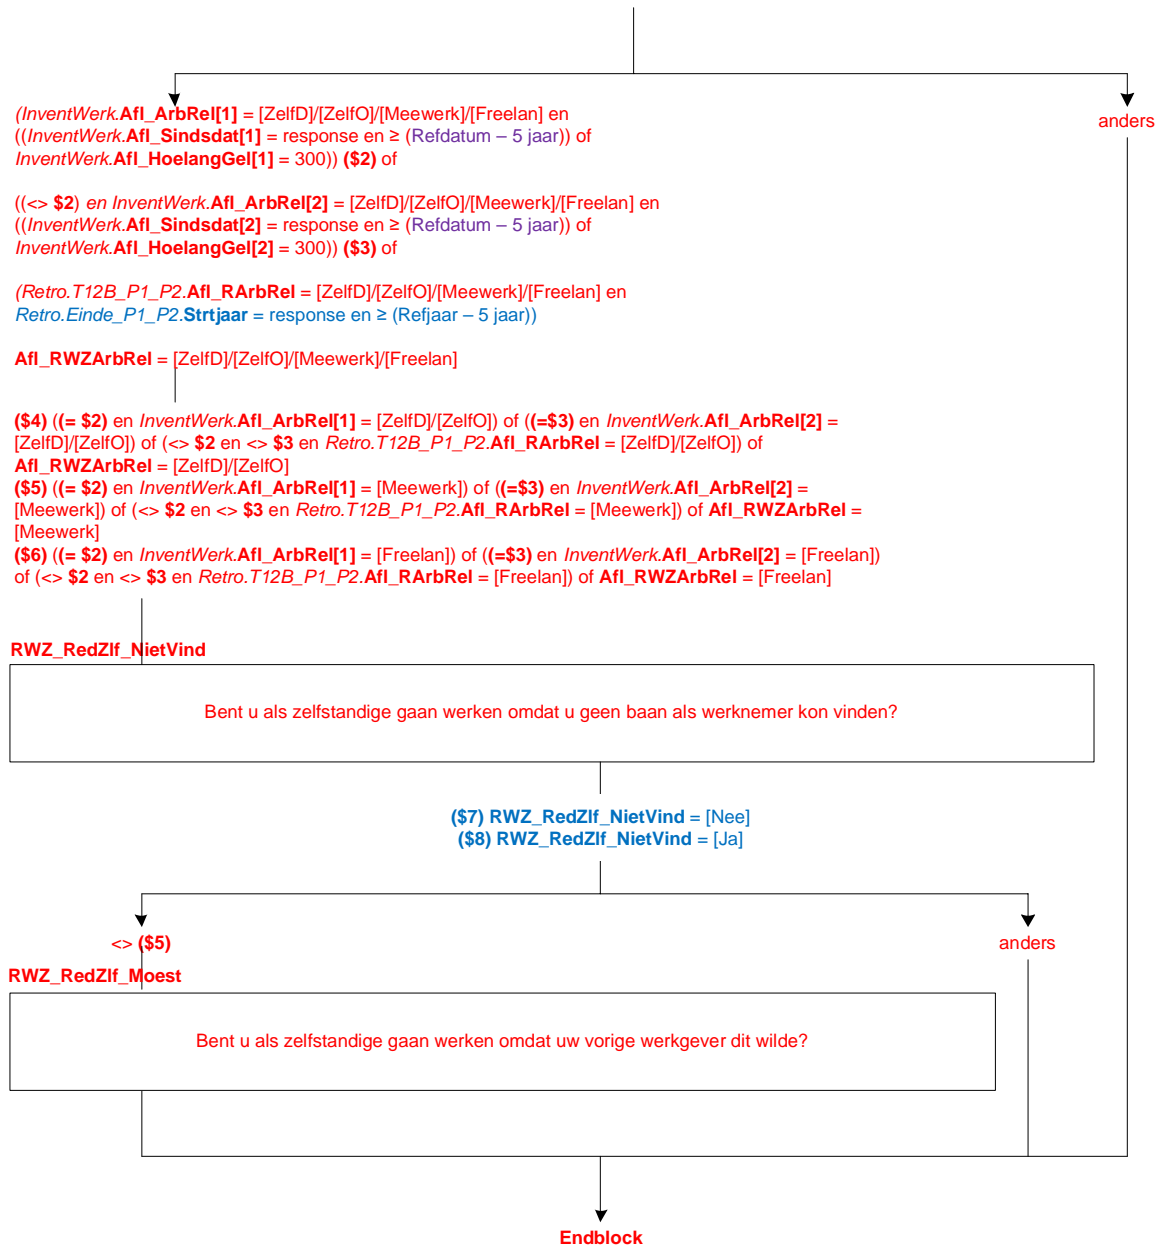 (InventWerk.Afl_ArbRel[1] = [ZelfD]/[ZelfO]/[Meewerk]/[Freelan] en
((InventWerk.Afl_Sindsdat[1] = response en ≥ (Refdatum – 5 jaar)) of
InventWerk.Afl_HoelangGel[1] = 300)) ($2) of
anders
((<> $2) en InventWerk.Afl_ArbRel[2] = [ZelfD]/[ZelfO]/[Meewerk]/[Freelan] en
((InventWerk.Afl_Sindsdat[2] = response en ≥ (Refdatum – 5 jaar)) of
InventWerk.Afl_HoelangGel[2] = 300)) ($3) of
(Retro.T12B_P1_P2.Afl_RArbRel = [ZelfD]/[ZelfO]/[Meewerk]/[Freelan] en
Retro.Einde_P1_P2.Strtjaar = response en ≥ (Refjaar – 5 jaar))
Afl_RWZArbRel = [ZelfD]/[ZelfO]/[Meewerk]/[Freelan]
($4) ((= $2) en InventWerk.Afl_ArbRel[1] = [ZelfD]/[ZelfO]) of ((=$3) en InventWerk.Afl_ArbRel[2] =
[ZelfD]/[ZelfO]) of (<> $2 en <> $3 en Retro.T12B_P1_P2.Afl_RArbRel = [ZelfD]/[ZelfO]) of
Afl_RWZArbRel = [ZelfD]/[ZelfO]
($5) ((= $2) en InventWerk.Afl_ArbRel[1] = [Meewerk]) of ((=$3) en InventWerk.Afl_ArbRel[2] =
[Meewerk]) of (<> $2 en <> $3 en Retro.T12B_P1_P2.Afl_RArbRel = [Meewerk]) of Afl_RWZArbRel =
[Meewerk]
($6) ((= $2) en InventWerk.Afl_ArbRel[1] = [Freelan]) of ((=$3) en InventWerk.Afl_ArbRel[2] = [Freelan])
of (<> $2 en <> $3 en Retro.T12B_P1_P2.Afl_RArbRel = [Freelan]) of Afl_RWZArbRel = [Freelan]
RWZ_RedZlf_NietVind
Bent u als zelfstandige gaan werken omdat u geen baan als werknemer kon vinden?
($7) RWZ_RedZlf_NietVind = [Nee]
($8) RWZ_RedZlf_NietVind = [Ja]
<> ($5)
anders
RWZ_RedZlf_Moest
Bent u als zelfstandige gaan werken omdat uw vorige werkgever dit wilde?
Endblock